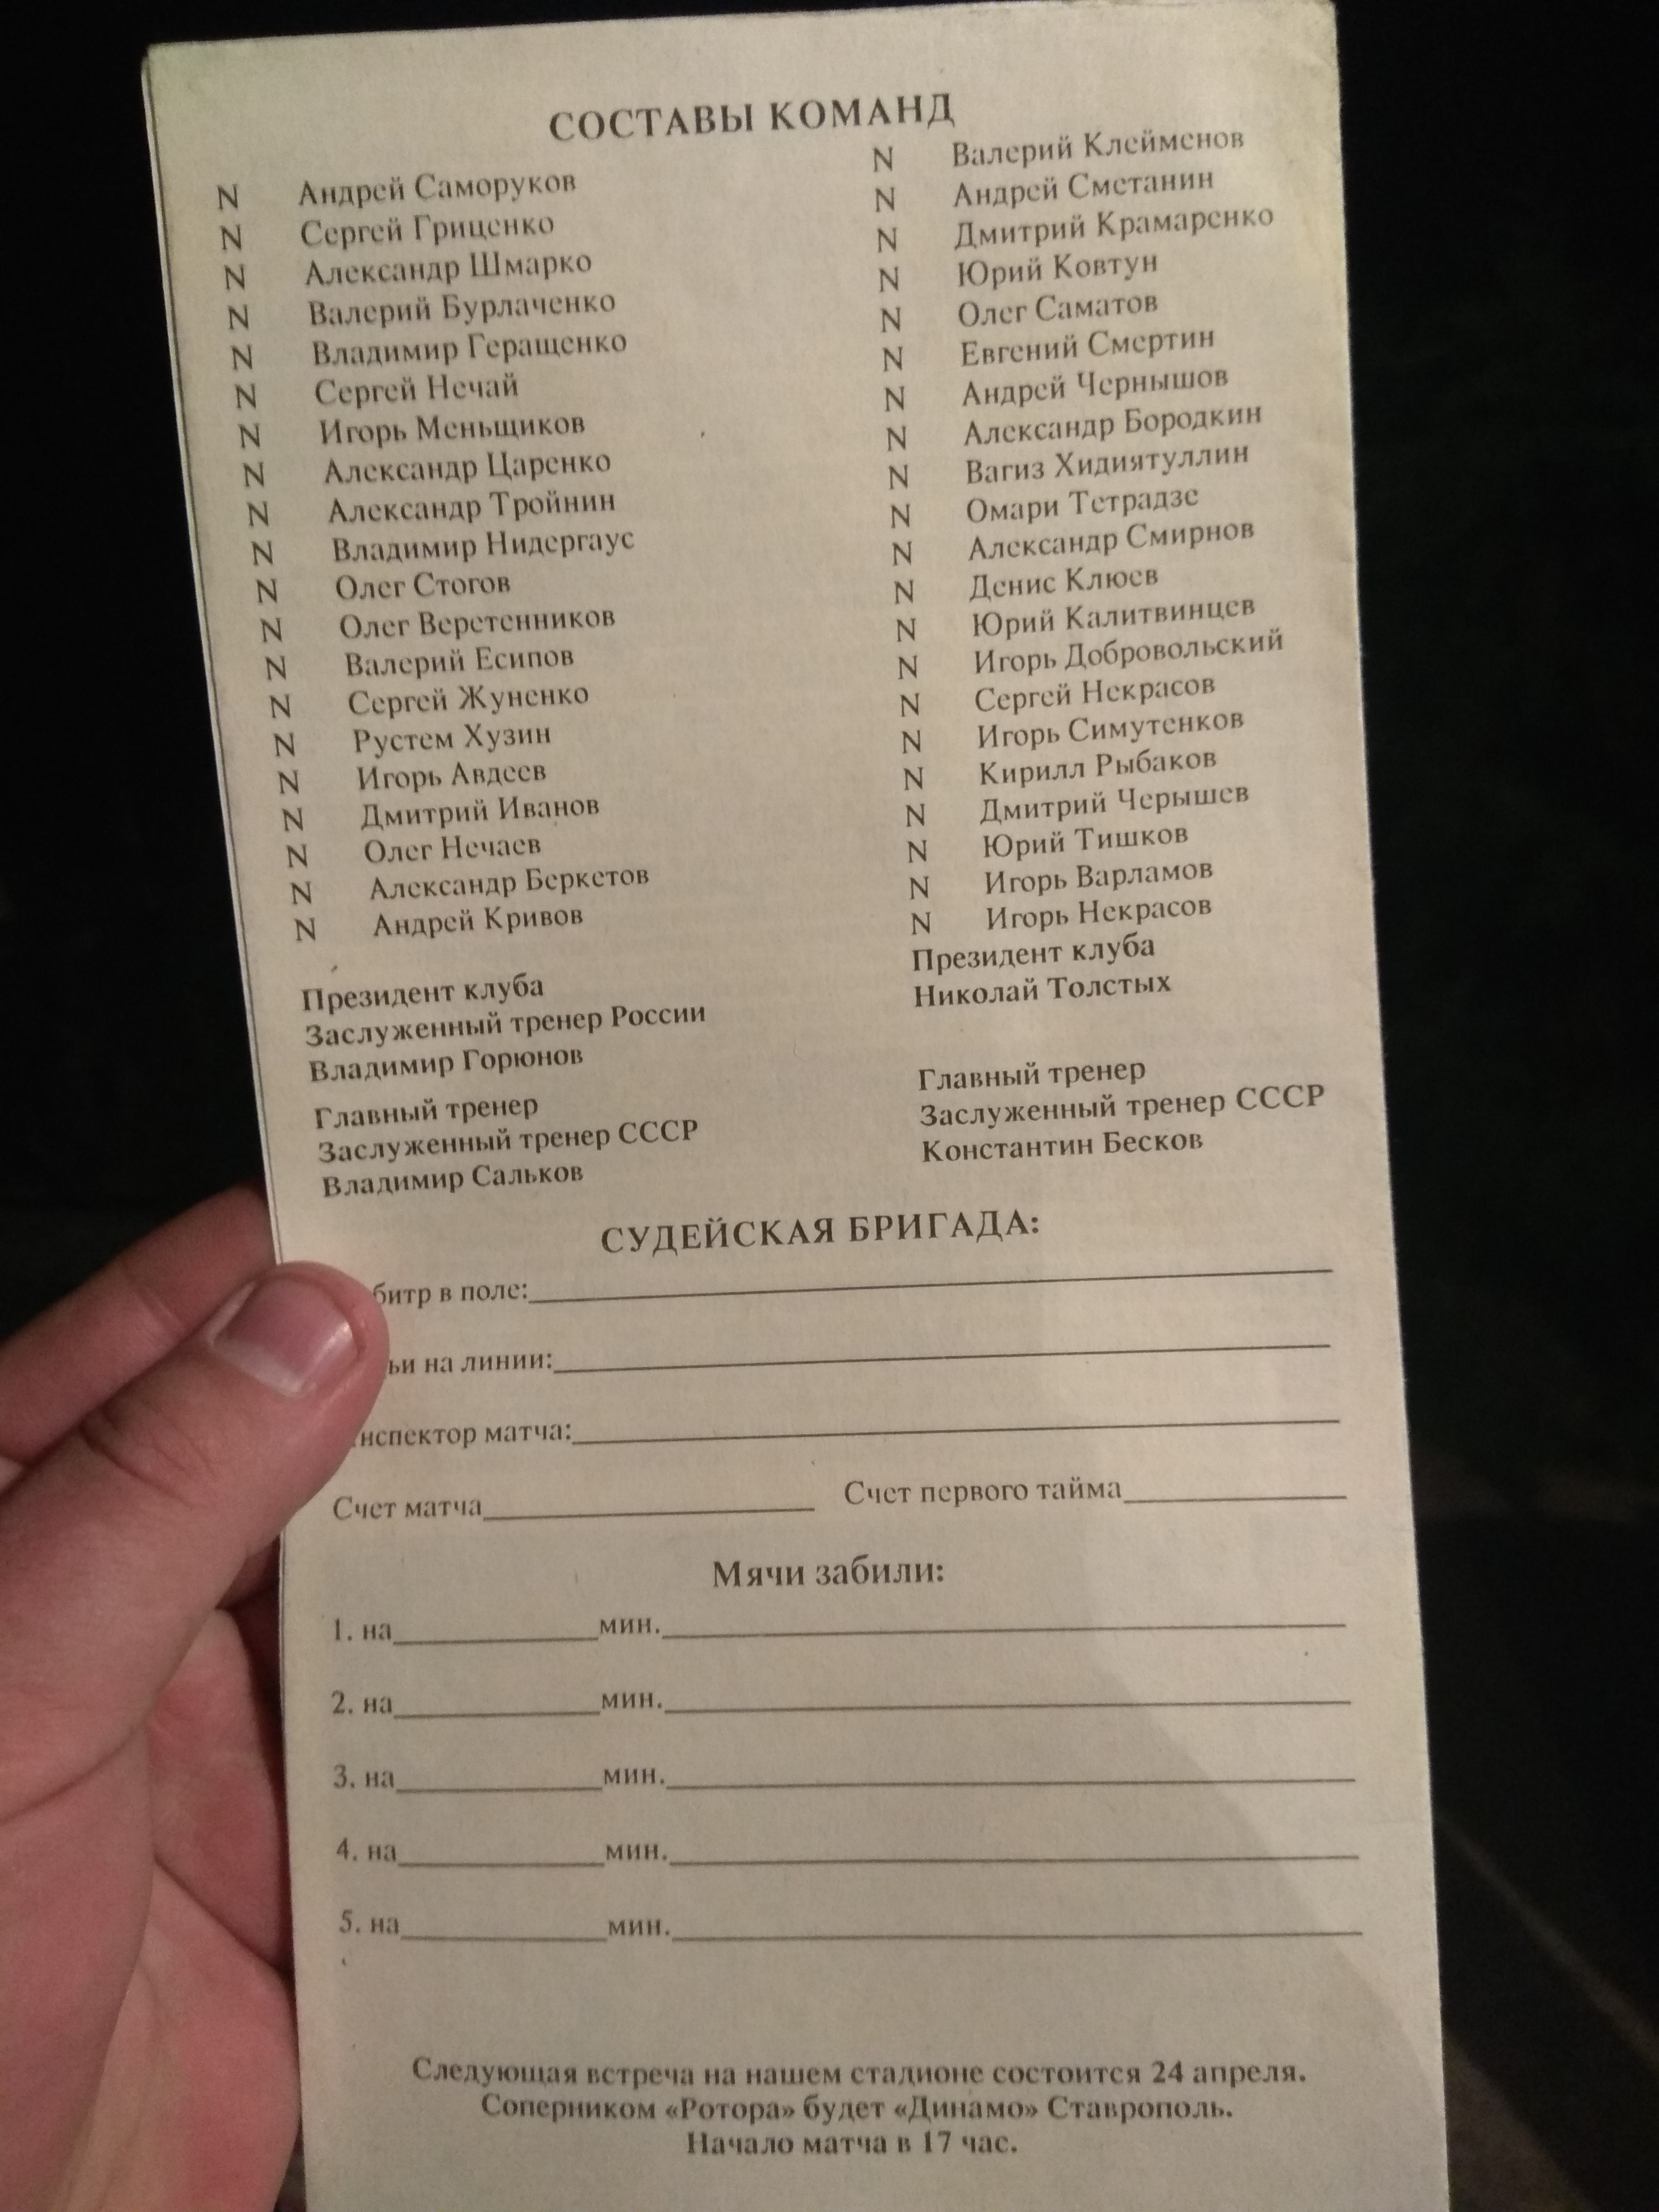 СОСТАВЫ КОМАНД
N Андрей Саморуков
N Сергей Гриценко
N Александр Шмарко
N Валерий Бурлаченко
N Владимир Геращенко
N Сергей Нечай
N Игорь Меньщиков
N Александр Царенко
N Александр Тройнин
N Владимир Нидергаус
N Олег Стогов
N Олег Веретенников
N Валерий Есипов
N Сергей Жуненко
N Рустем Хузин
N Игорь Авдеев
N Дмитрий Иванов
N Олег Нечаев
N Александр Беркетов
N Андрей Кривов
Президент клуба
Заслуженный тренер России
Владимир Горюнов
Главный тренер
Заслуженный тренер СССР
Владимир Сальков
N Валерий Клейменов
N Андрей Сметанин
N Дмитрий Крамаренко
N Юрий Ковтун
N Олег Саматов
N Евгений Смертин
N Андрей Чернышов
N Александр Бородкин
N Вагиз Хидиятуллин
N Омари Тетрадзе
N Александр Смирнов
N Денис Клюев
N Юрий Калитвинцев
N Игорь Добровольский
N Сергей Некрасов
N Игорь Симутенков
N Кирилл Рыбаков
N Дмитрий Черышев
N Юрий Тишков
N Игорь Варламов
N Игорь Некрасов
Президент клуба
Николай Толстых
Главный тренер
Заслуженный тренер СССР
Константин Бесков
СУДЕЙСКАЯ БРИГАДА:
битр в поле:
ьи на линии:
нспектор матча:
Счет матча Счет первого тайма
Мячи забили:
1. на мин.
2. на мин.
3. на мин.
4. на мин.
5. на мин.
Следующая встреча на нашем стадионе состоится 24 апреля.
Соперником «Ротора» будет «Динамо» Ставрополь.
Начало матча в 17 час.